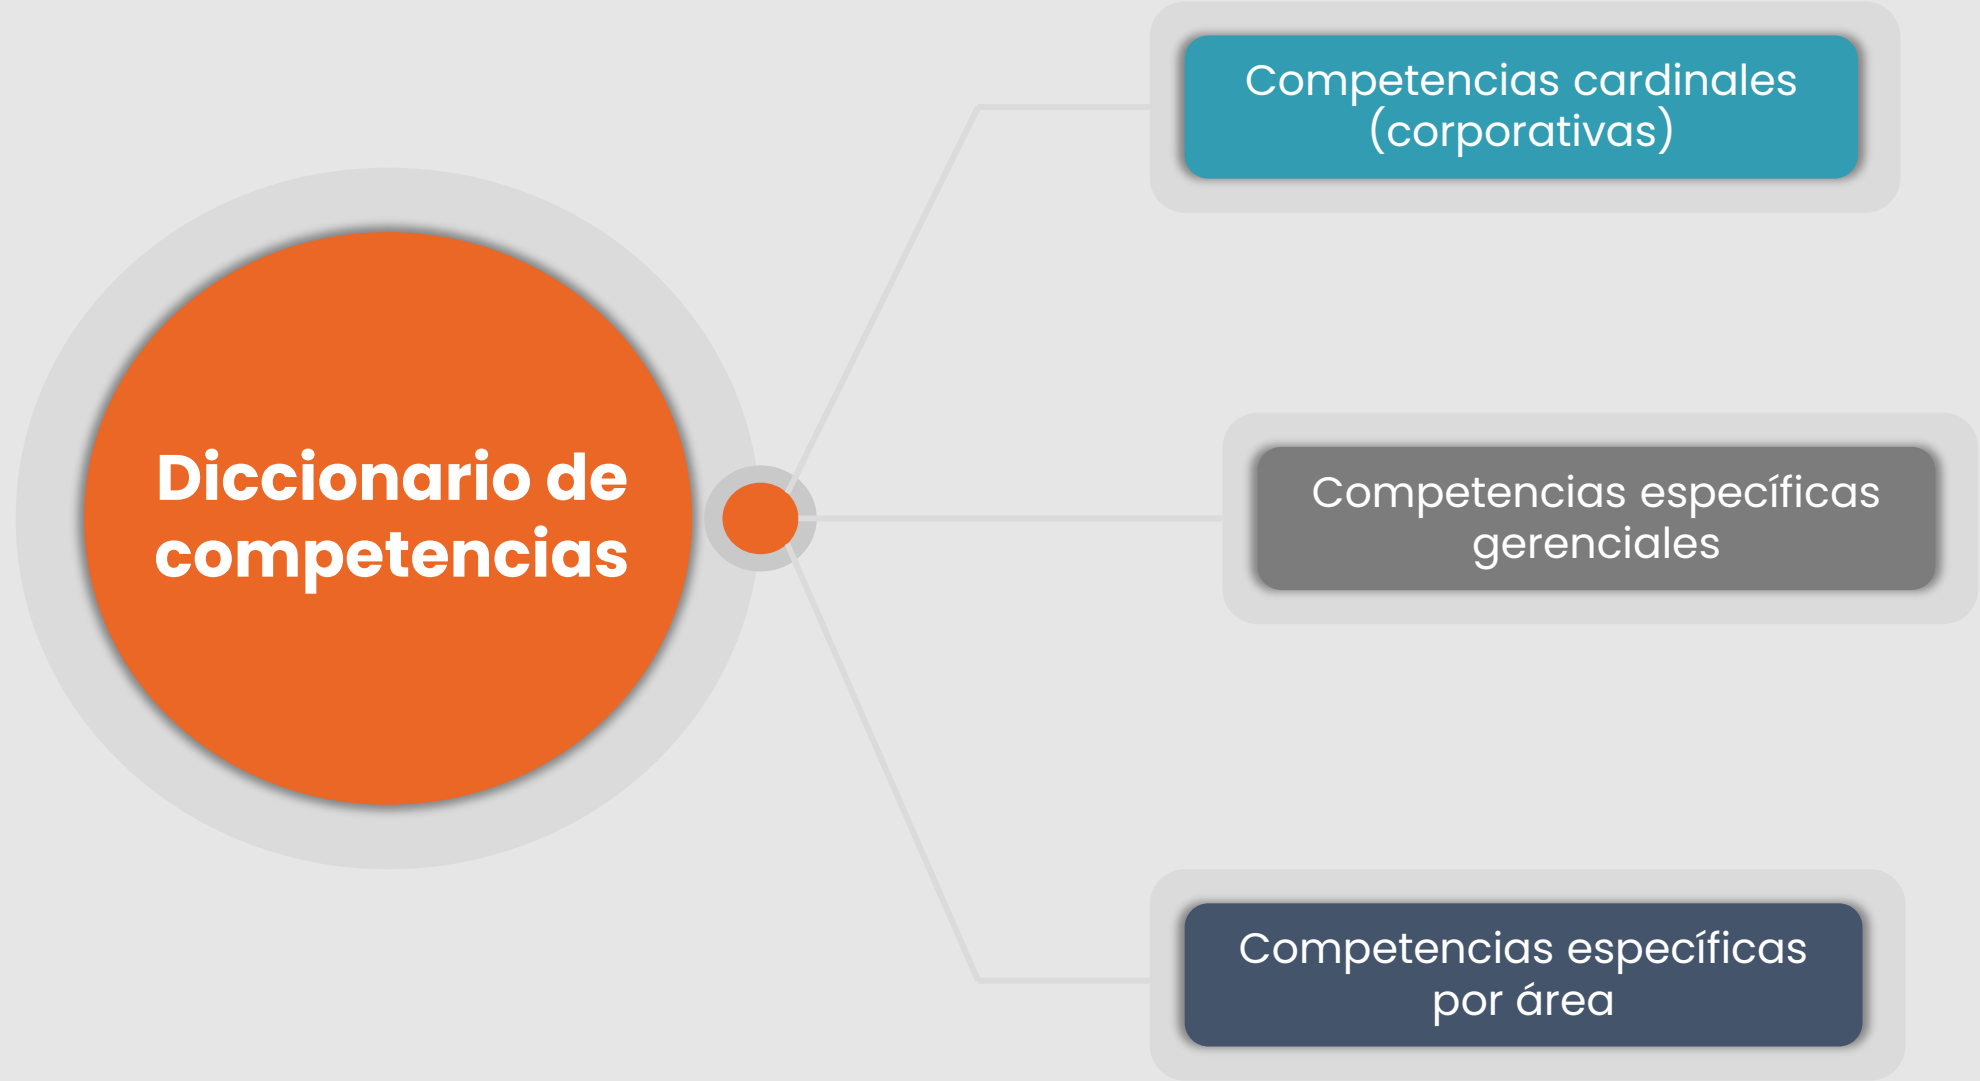 Diccionario de
competencias
Competencias cardinales
(corporativas)
Competencias específicas
gerenciales
Competencias específicas
por área